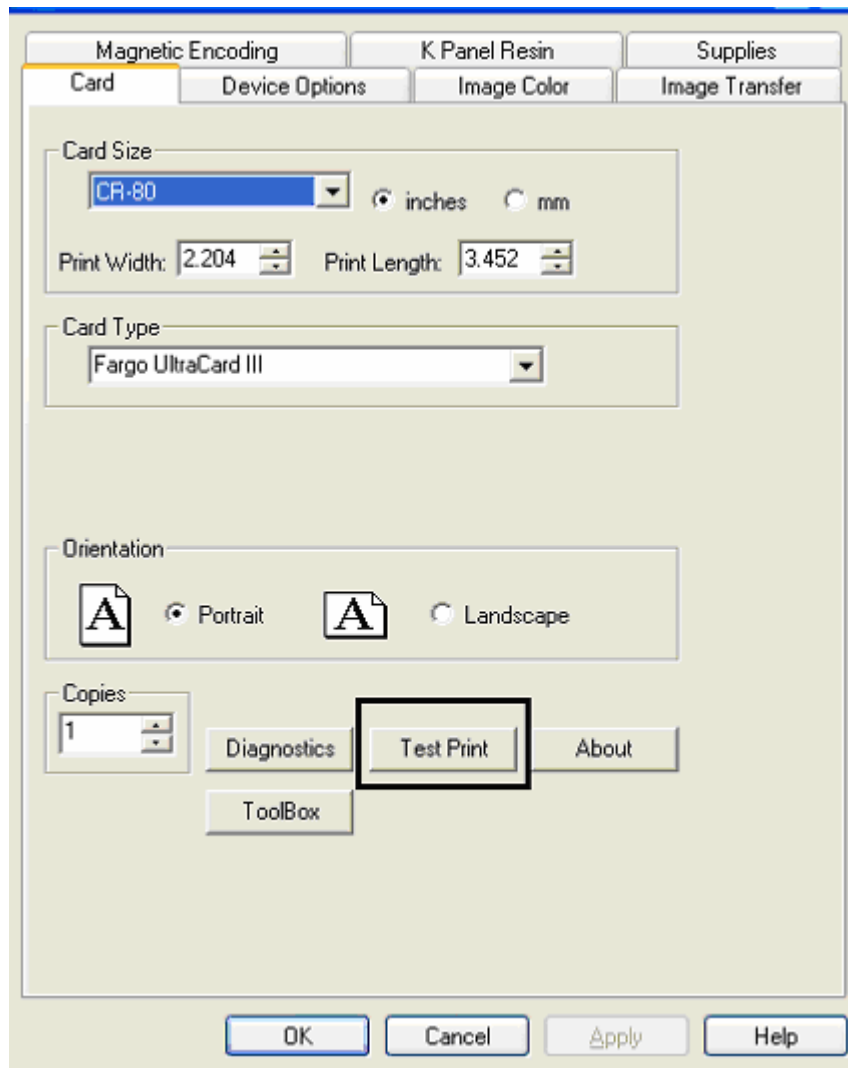 Magnetic Encoding K Panel Resin Supplies
Card Device Options Image Color Image Transfer
Card Size
CR-80 inches mm
Print Width: 2.204 Print Length: 3.452
Card Type
Fargo UltraCard III
Orientation
A Portrait A Landscape
Copies
1 Diagnostics Test Print About
ToolBox
OK Cancel Apply Help